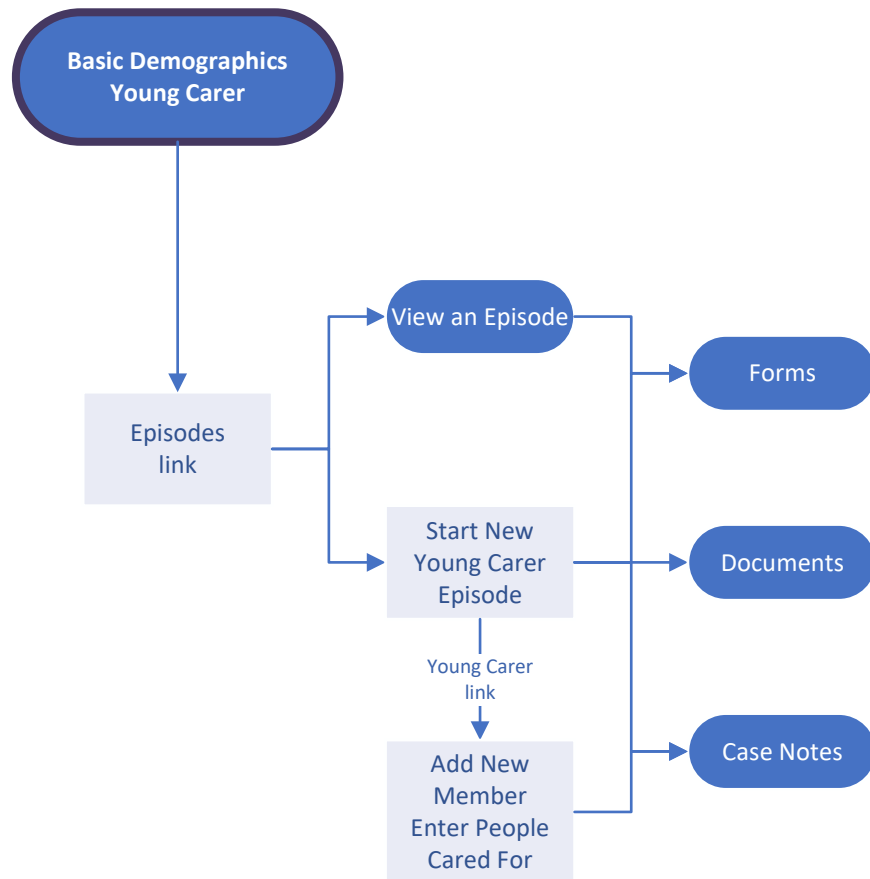 Basic Demographics
Young Carer
View an Episode
Forms
Episodes
link
Start New
Young Carer
Episode
Documents
Young Carer
link
Add New
Member
Enter People
Cared For
Case Notes